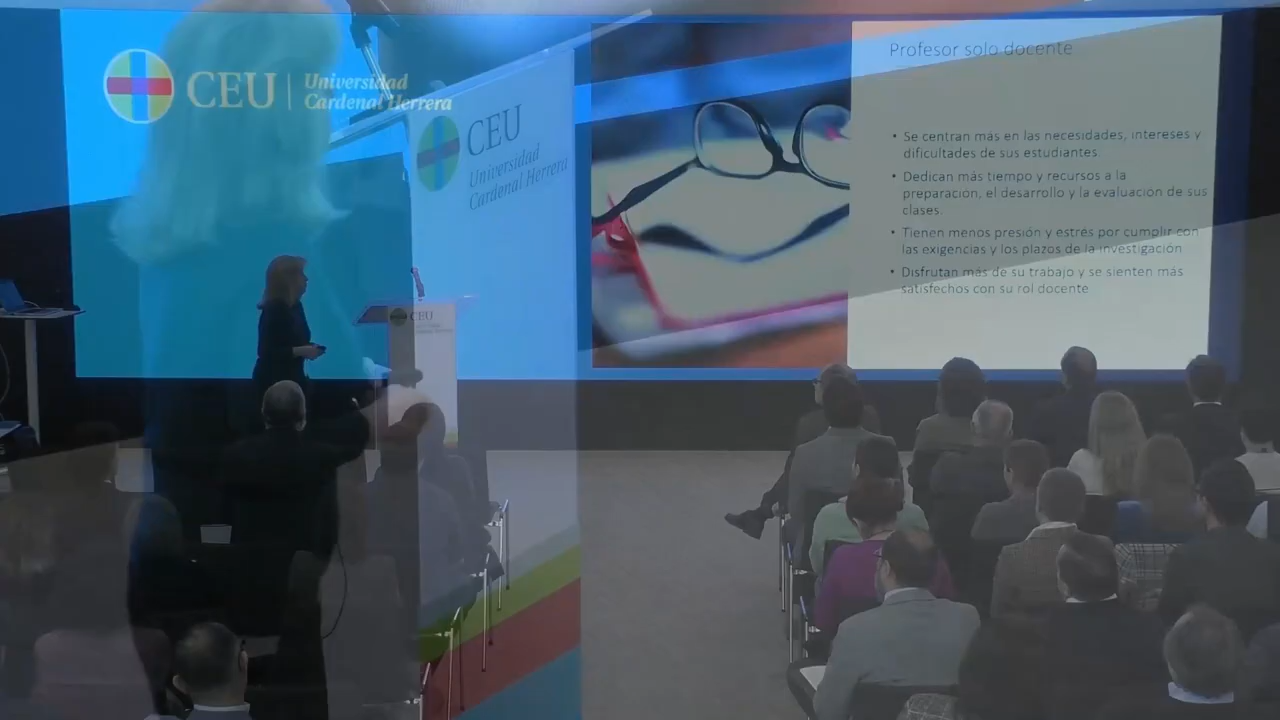 CEU
Universidad
Cardenal Herrera
CEU
Universidad
Cardenal Herrera
CEU
Profesor solo docente
• Se centran más en las necesidades, intereses y
dificultades de sus estudiantes.
• Dedican más tiempo y recursos a la
preparación, el desarrollo y la evaluación de sus
clases.
• Tienen menos presión y estrés por cumplir con
las exigencias y los plazos de la investigación
• Disfrutan más de su trabajo y se sienten más
satisfechos con su rol docente